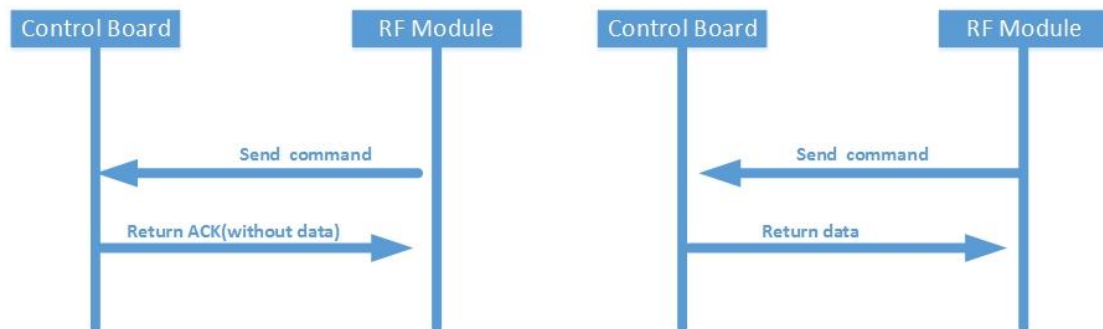 Control Board
RF Module
Send  command
Return ACK(without data)
Control Board
RF Module
Send  command
Return data